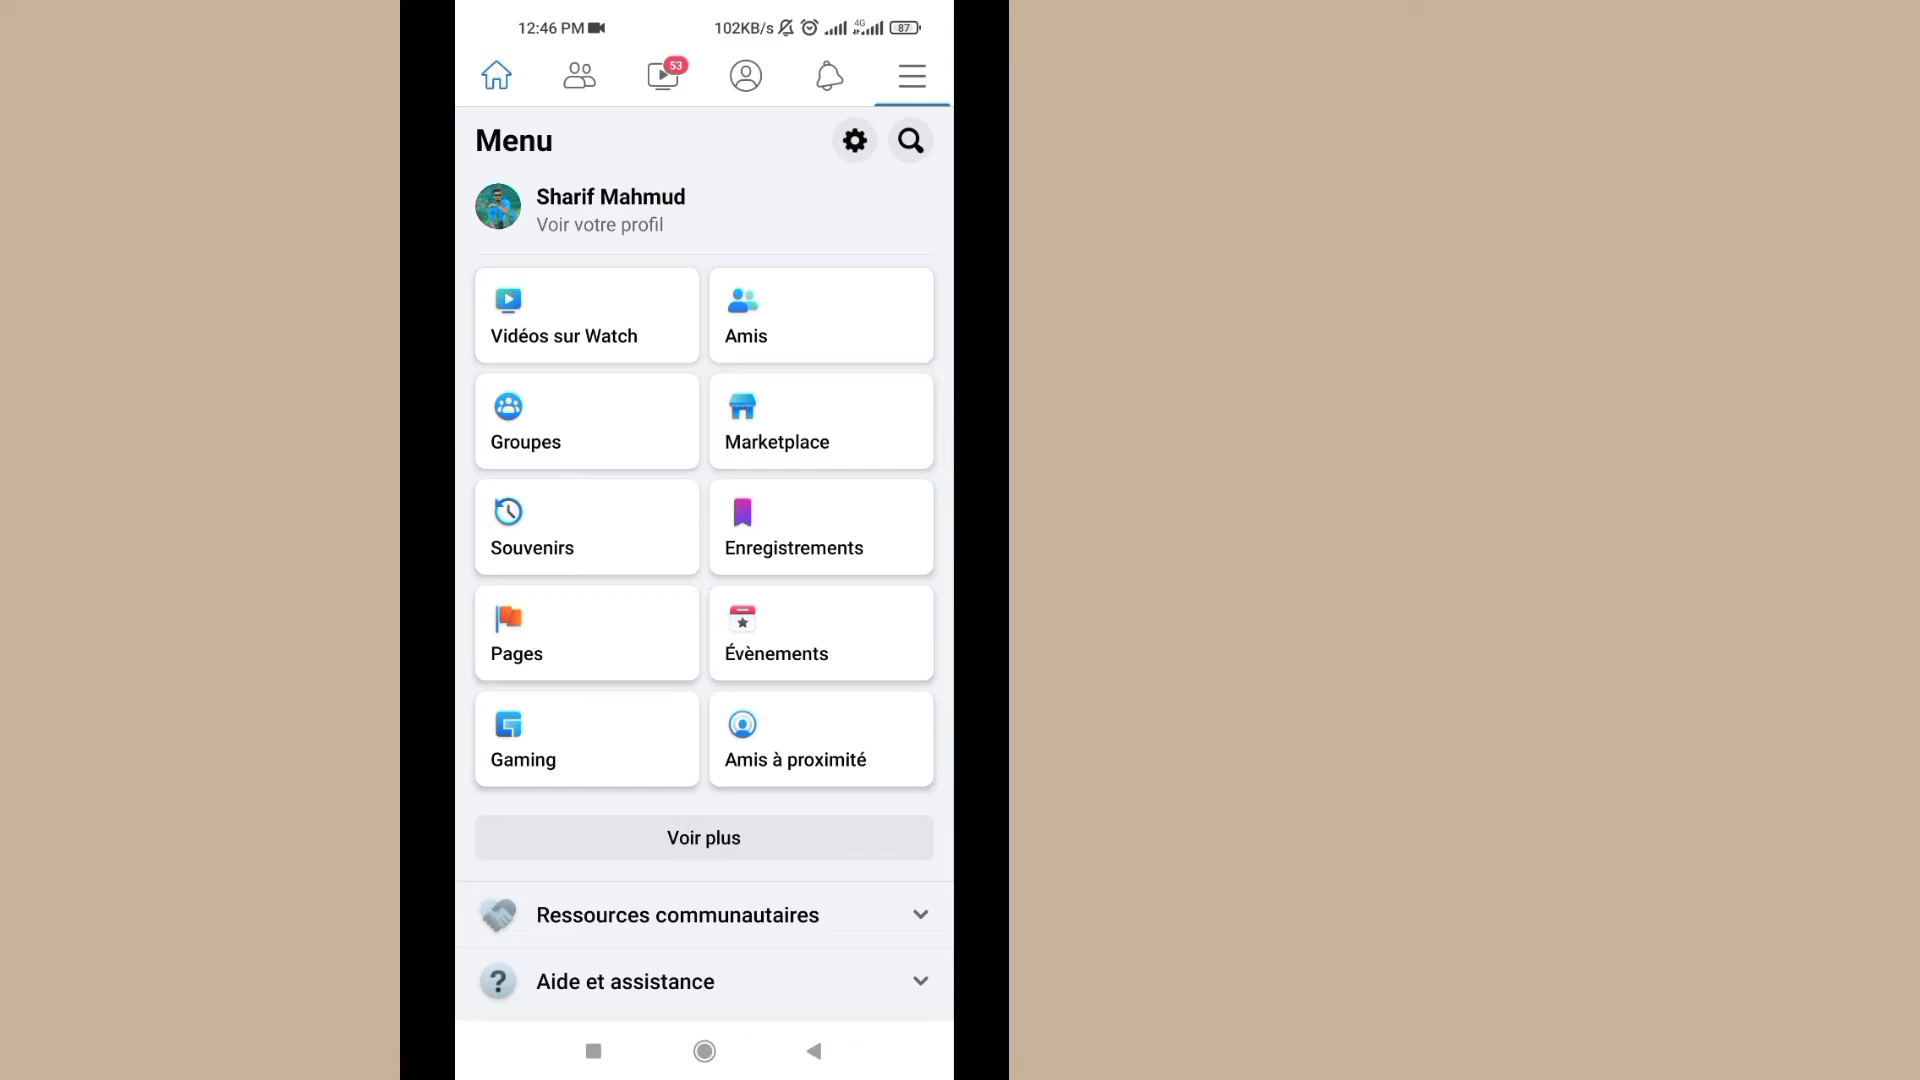 12:46 PM 102KB/s 4G 87
53
Menu
Sharif Mahmud
Voir votre profil
Vidéos sur Watch
Amis
Groupes
Marketplace
Souvenirs
Enregistrements
Pages
Évènements
Gaming
Amis à proximité
Voir plus
Ressources communautaires
Aide et assistance